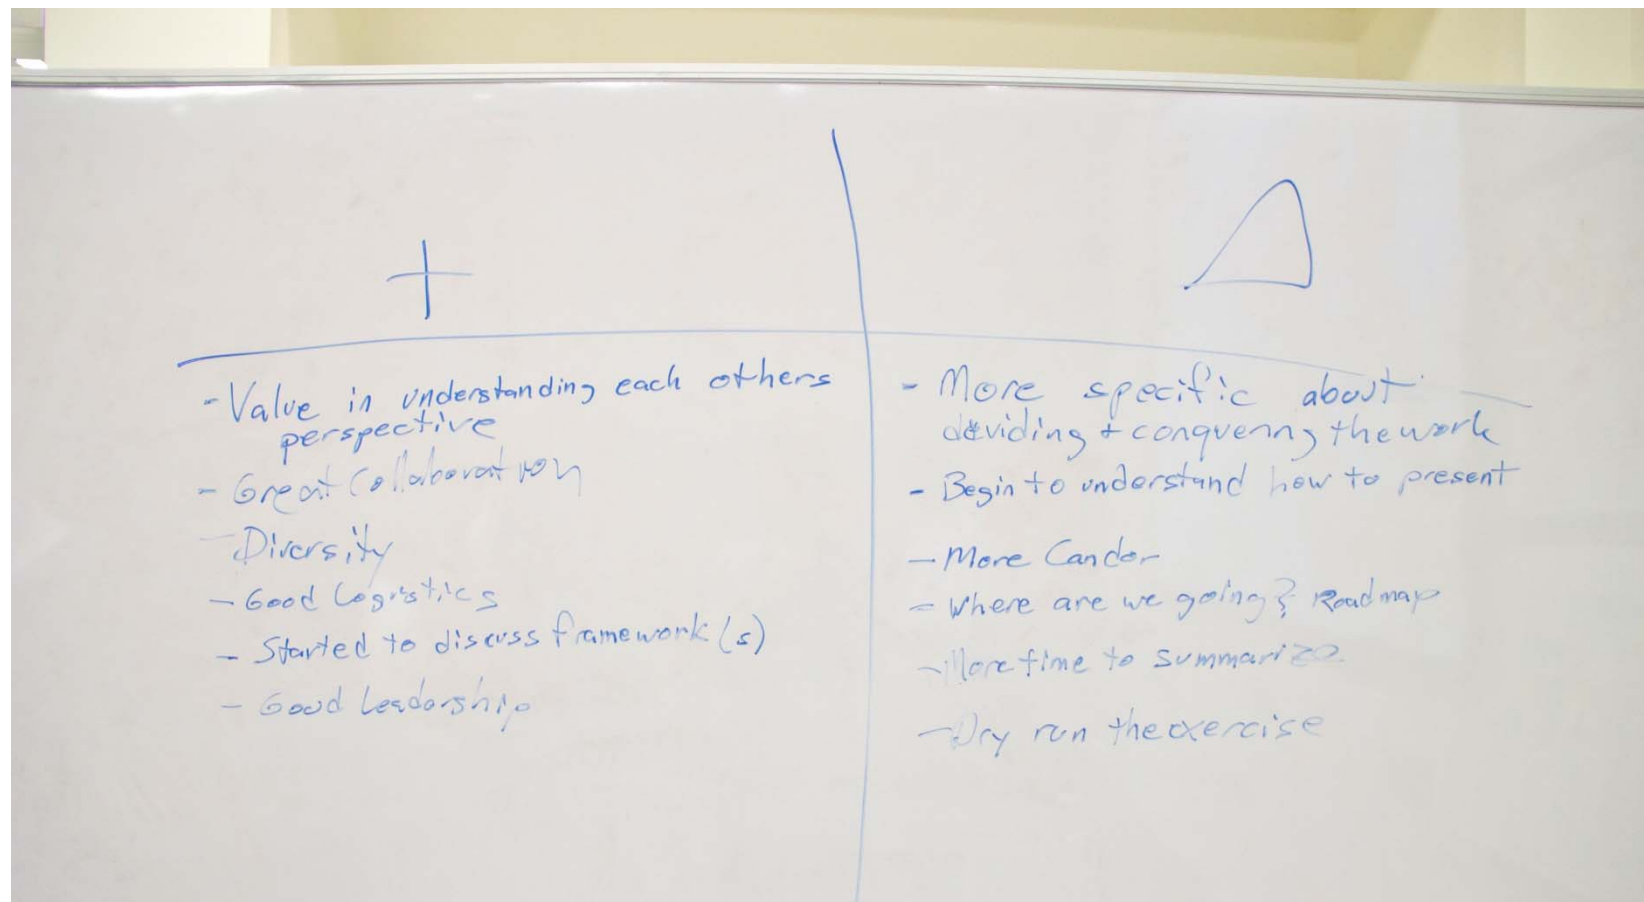 +
- Value in understanding each others
perspective
- Great Collaboration
- Diversity
- Good Logistics
- Started to discuss framework(s)
- Good Leadership
Δ
- More specific about
dividing + conquering the work
- Begin to understand how to present
- More Candor
- Where are we going? Roadmap
- More time to summarize
- Dry run the exercise